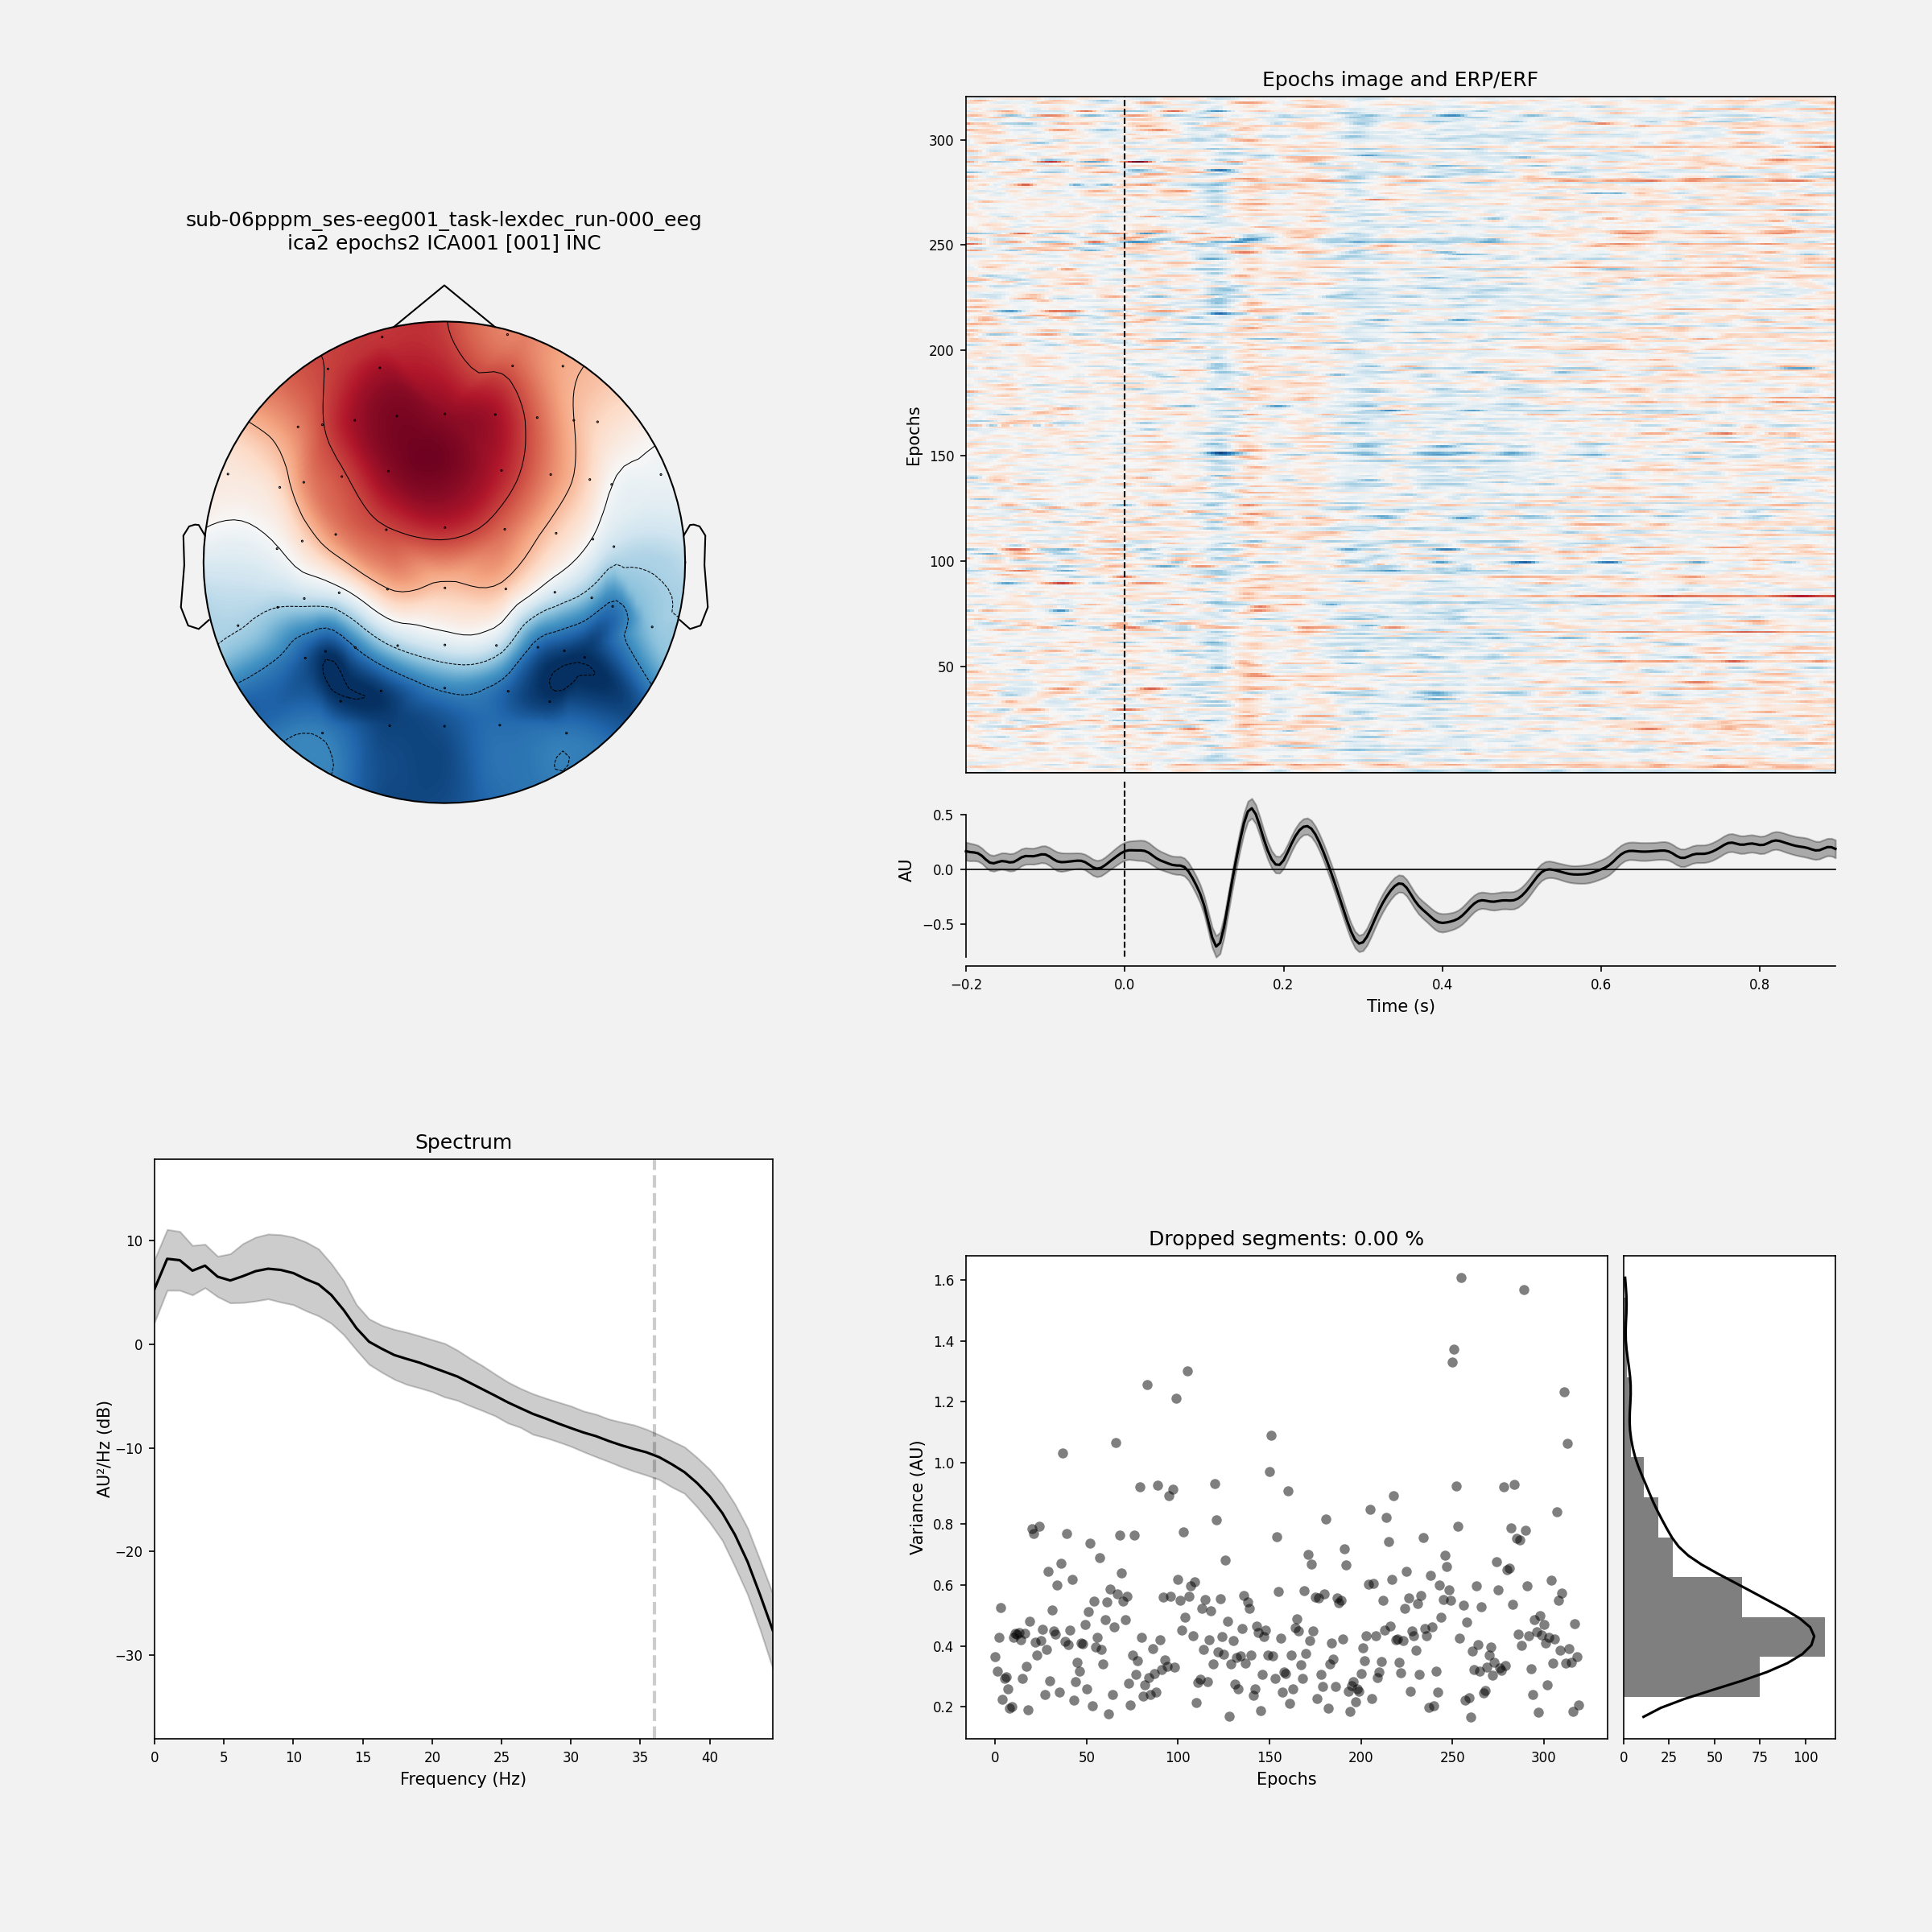 sub-06pppm_ses-eeg001_task-lexdec_run-000_eeg
ica2 epochs2 ICA001 [001] INC
Epochs image and ERP/ERF
Epochs
300
250
200
150
100
50
AU
0.5
0.0
−0.5
−0.2 0.0 0.2 0.4 0.6 0.8
Time (s)
Spectrum
AU²/Hz (dB)
10
0
−10
−20
−30
0 5 10 15 20 25 30 35 40
Frequency (Hz)
Dropped segments: 0.00 %
Variance (AU)
1.6
1.4
1.2
1.0
0.8
0.6
0.4
0.2
0 50 100 150 200 250 300
Epochs
0 25 50 75 100